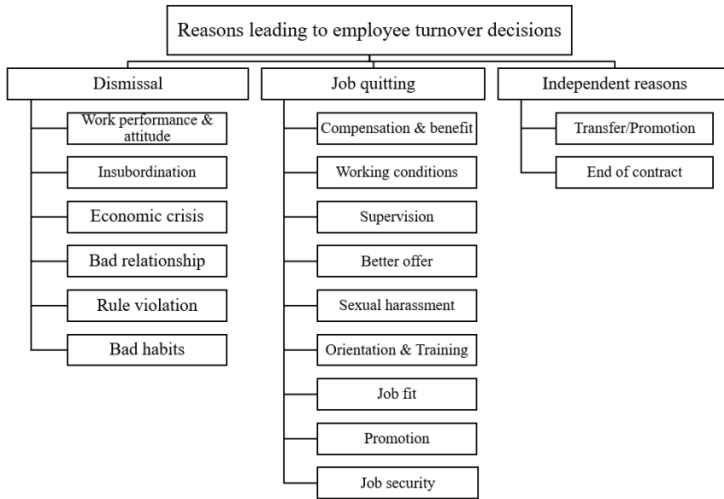 Reasons leading to employee turnover decisions
Dismissal
Work performance &
attitude
Insubordination
Economic crisis
Bad relationship
Rule violation
Bad habits
Job quitting
Compensation & benefit
Working conditions
Supervision
Better offer
Sexual harassment
Orientation & Training
Job fit
Promotion
Job security
Independent reasons
Transfer/Promotion
End of contract